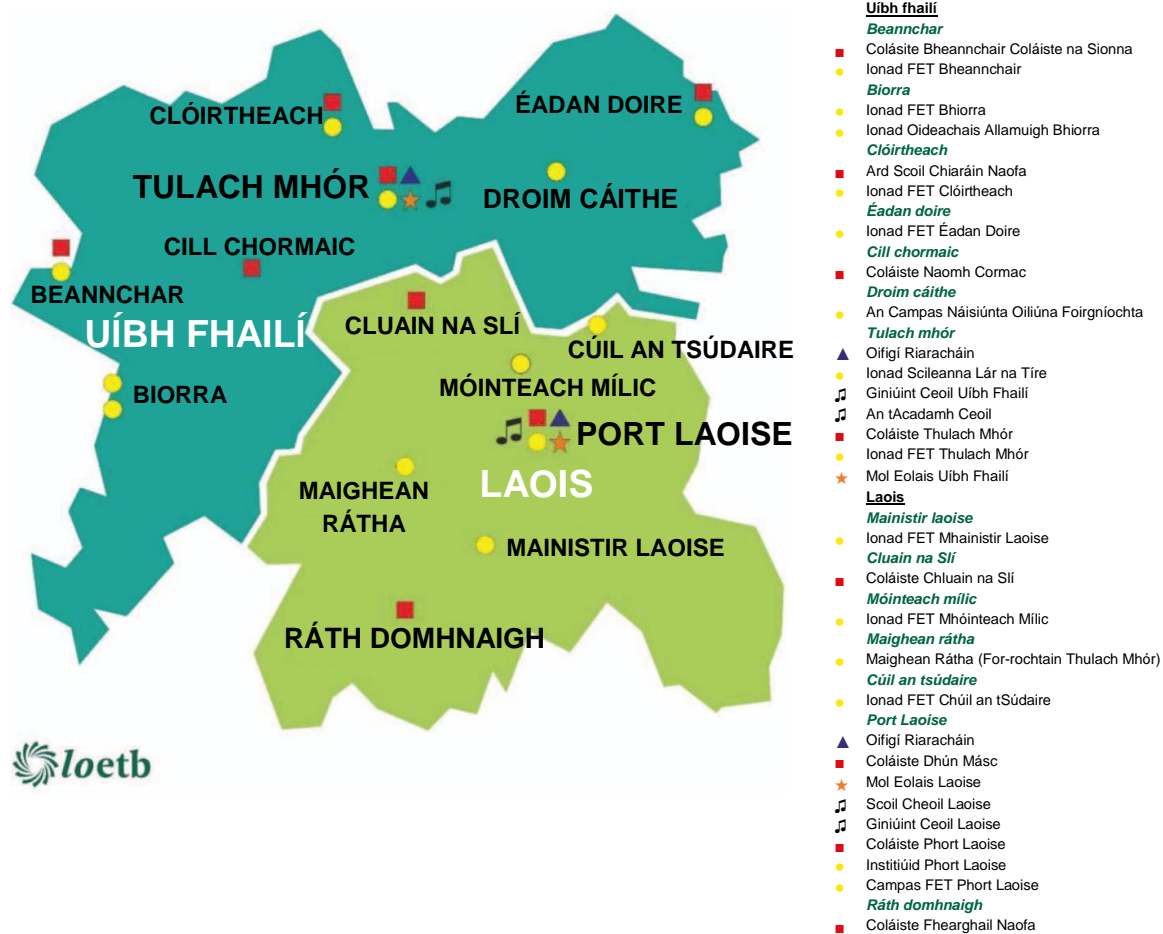 CLÓIRTHEACH
ÉADAN DOIRE
TULACH MHÓR
DROIM CÁITHE
CILL CHORMAIC
BEANNCHAR
UÍBH FHAILÍ
CLUAIN NA SLÍ
CÚIL AN TSÚDAIRE
MÓINTEACH MÍLIC
BIORRA
PORT LAOISE
LAOIS
MAIGHEAN
RÁTHA
MAINISTIR LAOISE
RÁTH DOMHNAIGH
loetb
Uíbh fhailí
Beannchar
Colásite Bheannchair Coláiste na Sionna
Ionad FET Bheannchair
Biorra
Ionad FET Bhiorra
Ionad Oideachais Allamuigh Bhiorra
Clóirtheach
Ard Scoil Chiaráin Naofa
Ionad FET Clóirtheach
Éadan doire
Ionad FET Éadan Doire
Cill chormaic
Coláiste Naomh Cormac
Droim cáithe
An Campas Náisiúnta Oiliúna Foirgníochta
Tulach mhór
Oifigí Riaracháin
Ionad Scileanna Lár na Tíre
Giniúint Ceoil Uíbh Fhailí
An tAcadamh Ceoil
Coláiste Thulach Mhór
Ionad FET Thulach Mhór
Mol Eolais Uíbh Fhailí
Laois
Mainistir laoise
Ionad FET Mhainistir Laoise
Cluain na Slí
Coláiste Chluain na Slí
Móinteach mílic
Ionad FET Mhóinteach Mílic
Maighean rátha
Maighean Rátha (For-rochtain Thulach Mhór)
Cúil an tsúdaire
Ionad FET Chúil an tSúdaire
Port Laoise
Oifigí Riaracháin
Coláiste Dhún Másc
Mol Eolais Laoise
Scoil Cheoil Laoise
Giniúint Ceoil Laoise
Coláiste Phort Laoise
Institiúid Phort Laoise
Campas FET Phort Laoise
Ráth domhnaigh
Coláiste Fhearghail Naofa